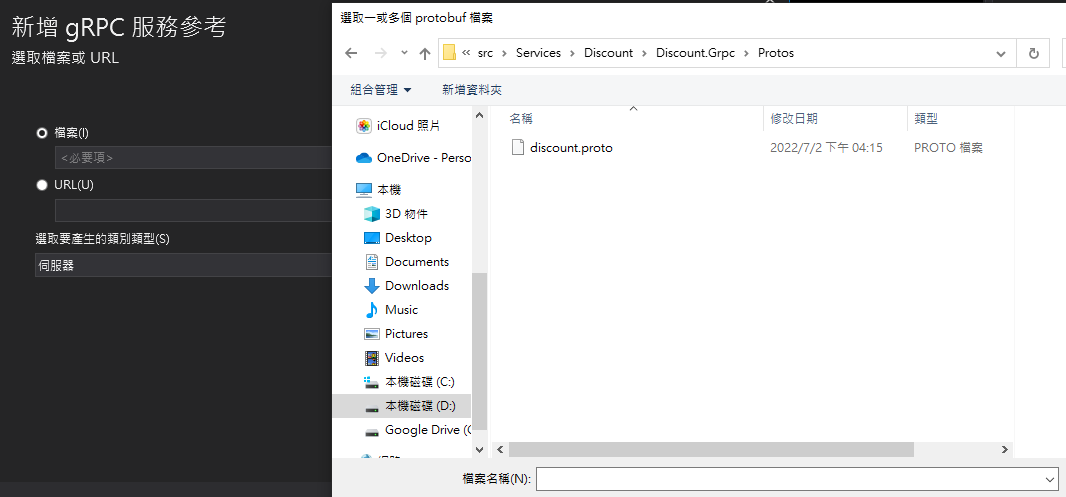 新增 gRPC 服務參考
選取檔案或 URL
檔案(I)
<必要項>
URL(U)
選取要產生的類別類型(S)
伺服器
選取一或多個 protobuf 檔案
« src › Services › Discount › Discount.Grpc › Protos
組合管理 新增資料夾
iCloud 照片
OneDrive - Perso
本機
3D 物件
Desktop
Documents
Downloads
Music
Pictures
Videos
本機磁碟 (C:)
本機磁碟 (D:)
Google Drive (G
名稱 修改日期 類型
discount.proto 2022/7/2 下午 04:15 PROTO 檔案
檔案名稱(N):